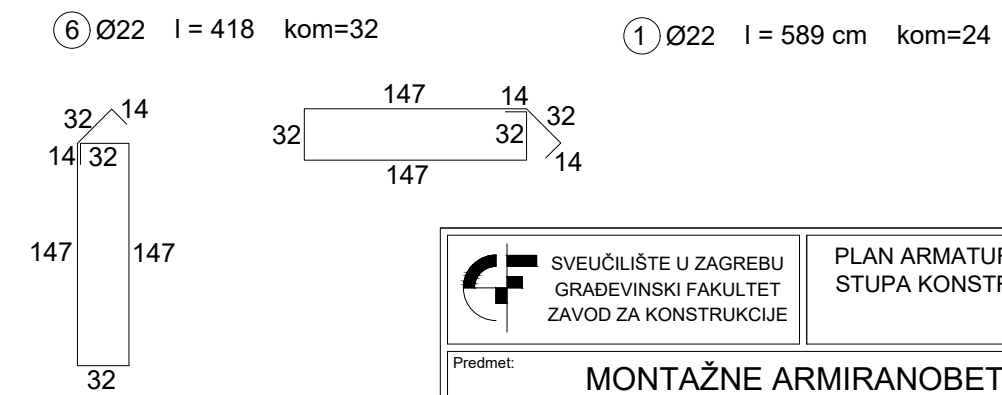 6 Ø22 l = 418 kom=32
1 Ø22 l = 589 cm kom=24
32 14
14 32
147 147
32
147 14
32 32 32
147 14
SVEUČILIŠTE U ZAGREBU
GRAĐEVINSKI FAKULTET
ZAVOD ZA KONSTRUKCIJE
PLAN ARMATUR
STUPA KONSTR
Predmet:
MONTAŽNE ARMIRANOBET